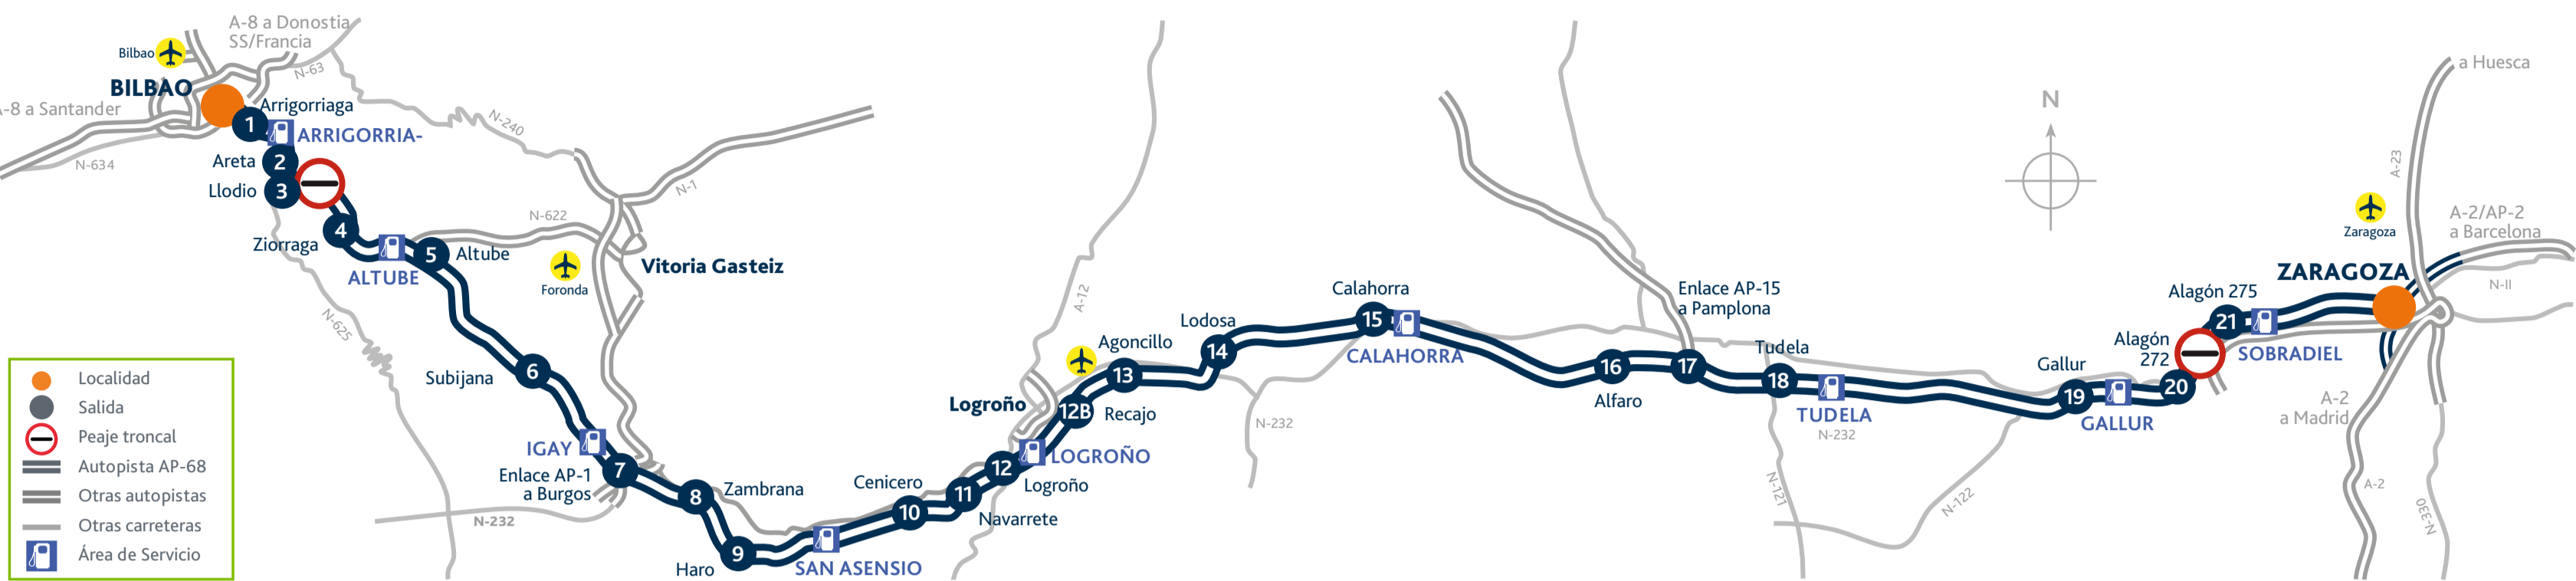 A-8 a Donostia
SS/Francia
Bilbao
N-63
BILBAO
A-8 a Santander
N-634
Arrigorriaga
1
ARRIGORRIA-
Areta
2
Llodio
3
N-240
4
Ziorraga
ALTUBE
5
Altube
N-622
N-1
Foronda
Vitoria Gasteiz
N-625
Subijana
6
IGAY
7
Enlace AP-1
a Burgos
N-232
8
Zambrana
9
Haro
SAN ASENSIO
Cenicero
10
11
Navarrete
12
Logroño
LOGROÑO
Logroño
12B
Recajo
A-12
Agoncillo
13
Lodosa
14
N-232
Calahorra
15
CALAHORRA
16
Alfaro
Enlace AP-15
a Pamplona
17
Tudela
18
TUDELA
N-232
N-121
N-122
Gallur
19
GALLUR
Alagón
272
20
Alagón 275
21
SOBRADIEL
N
Zaragoza
ZARAGOZA
A-23
a Huesca
A-2/AP-2
a Barcelona
N-II
A-2
a Madrid
A-2
N-330
Localidad
Salida
Peaje troncal
Autopista AP-68
Otras autopistas
Otras carreteras
Área de Servicio